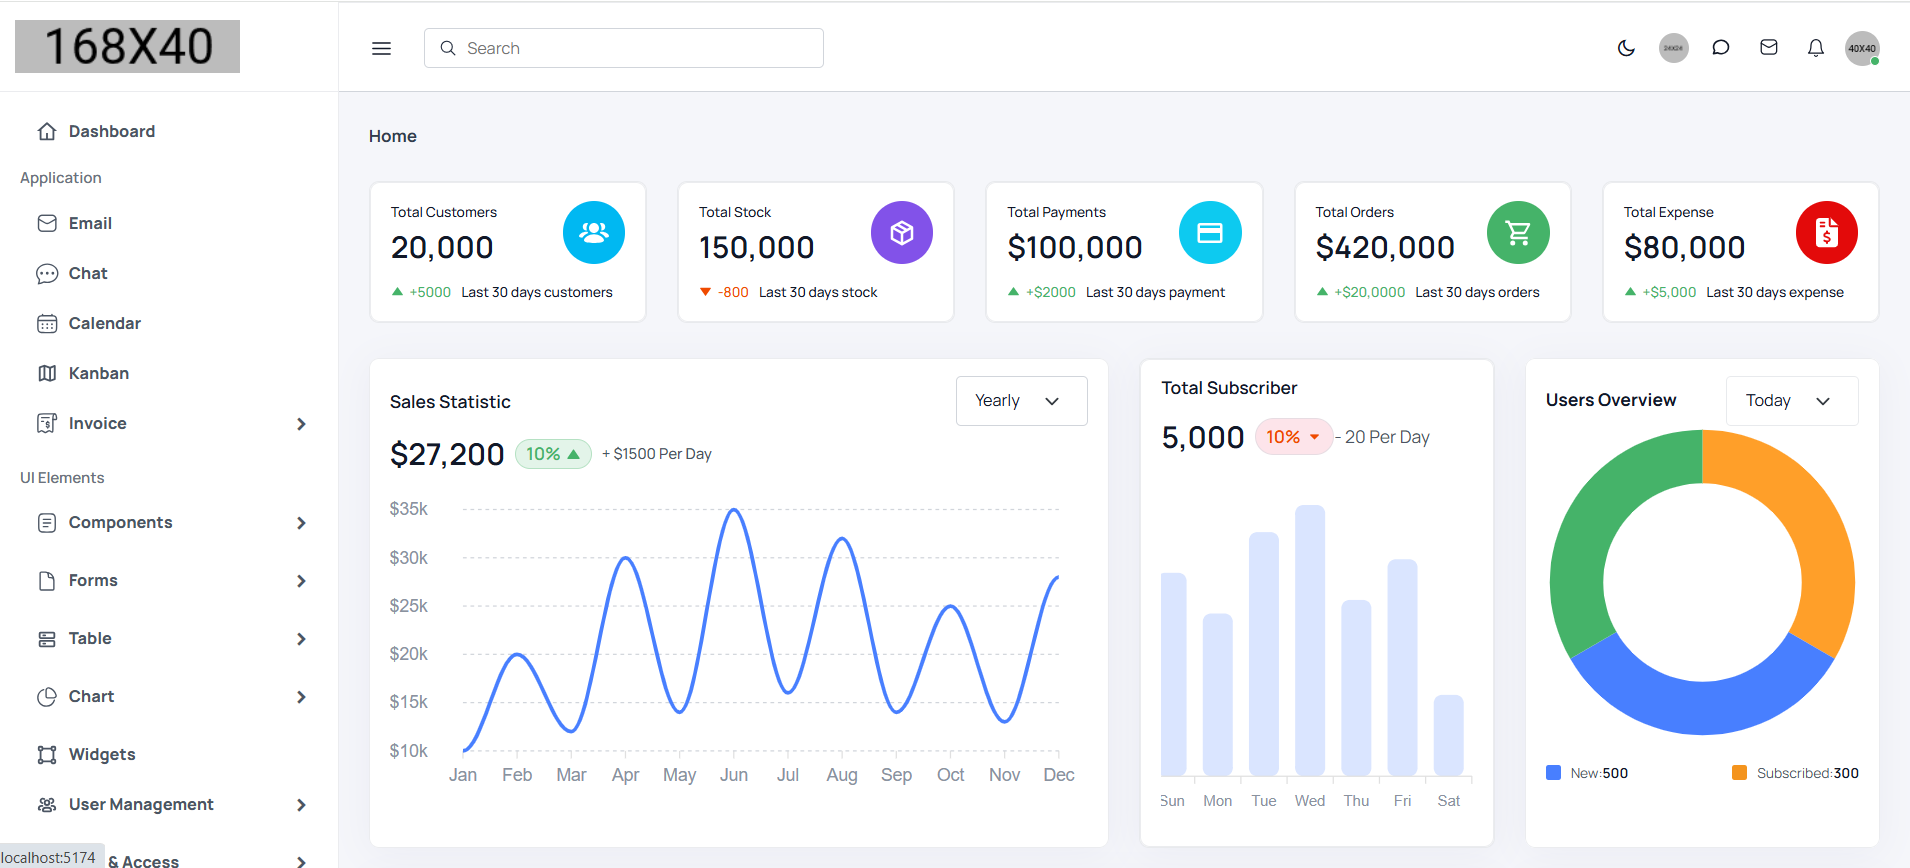 168X40
Search
24X24
40X40
Dashboard
Application
Email
Chat
Calendar
Kanban
Invoice
UI Elements
Components
Forms
Table
Chart
Widgets
User Management
& Access
localhost:5174
Home
Total Customers
20,000
+5000 Last 30 days customers
Total Stock
150,000
-800 Last 30 days stock
Total Payments
$100,000
+$2000 Last 30 days payment
Total Orders
$420,000
+$20,0000 Last 30 days orders
Total Expense
$80,000
+$5,000 Last 30 days expense
Sales Statistic
Yearly
$27,200 10% + $1500 Per Day
$35k
$30k
$25k
$20k
$15k
$10k
Jan Feb Mar Apr May Jun Jul Aug Sep Oct Nov Dec
Total Subscriber
5,000 10% - 20 Per Day
Sun Mon Tue Wed Thu Fri Sat
Users Overview
Today
New:500
Subscribed:300